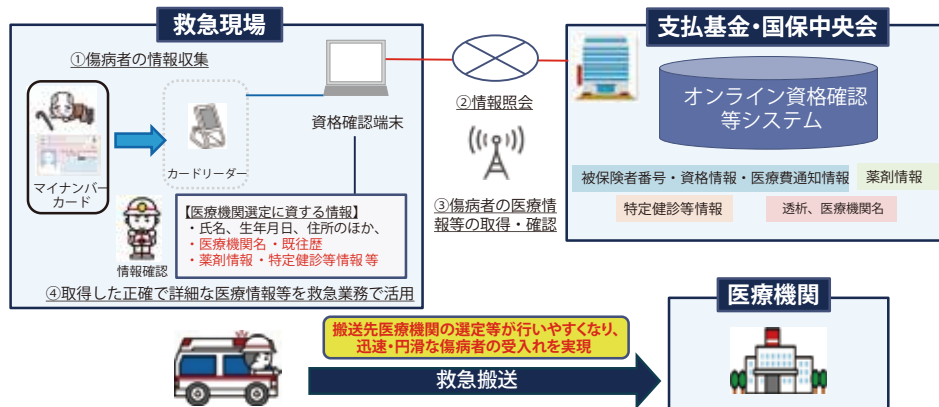 救急現場
①傷病者の情報収集
マイナンバー
カード
カードリーダー
資格確認端末
情報確認
【医療機関選定に資する情報】
・氏名、生年月日、住所のほか、
・医療機関名・既往歴
・薬剤情報・特定健診等情報等
④取得した正確で詳細な医療情報等を救急業務で活用
②情報照会
③傷病者の医療情
報等の取得・確認
支払基金・国保中央会
オンライン資格確認
等システム
被保険者番号・資格情報・医療費通知情報
薬剤情報
特定健診等情報
透析、医療機関名
搬送先医療機関の選定等が行いやすくなり、
迅速・円滑な傷病者の受入れを実現
救急搬送
医療機関